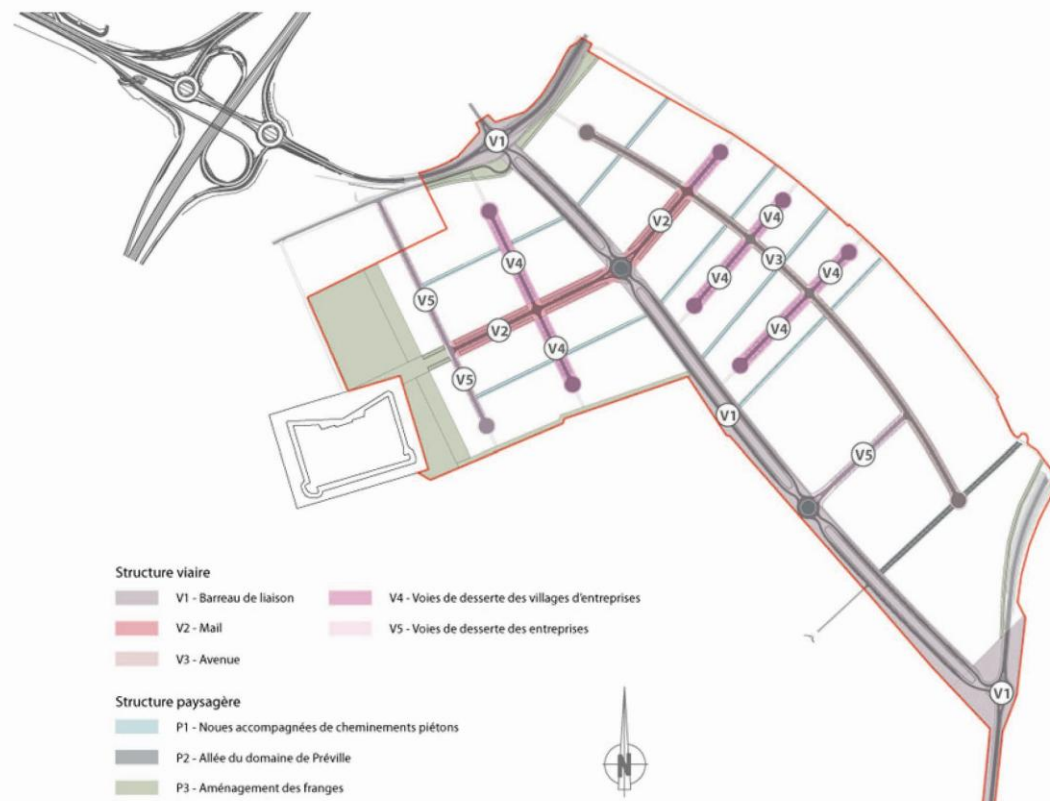 V1
V2
V4
V4
V3
V4
V4
V4
V5
V2
V4
V4
V5
V1
V5
V1
Structure viaire
V1 - Barreau de liaison
V4 - Voies de desserte des villages d'entreprises
V2 - Mail
V5 - Voies de desserte des entreprises
V3 - Avenue
Structure paysagère
P1 - Noues accompagnées de cheminements piétons
P2 - Allée du domaine de Préville
P3 - Aménagement des franges
N